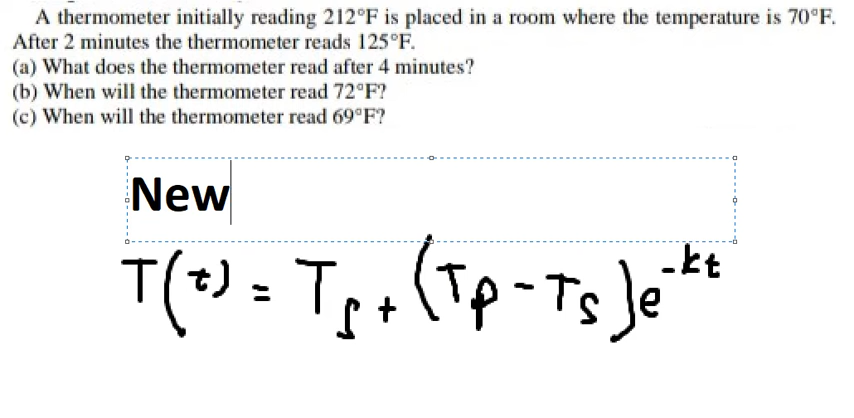 A thermometer initially reading 212°F is placed in a room where the temperature is 70°F.
After 2 minutes the thermometer reads 125°F.
(a) What does the thermometer read after 4 minutes?
(b) When will the thermometer read 72°F?
(c) When will the thermometer read 69°F?
New
T(t) = Ts + (Tp - Ts)e^-kt